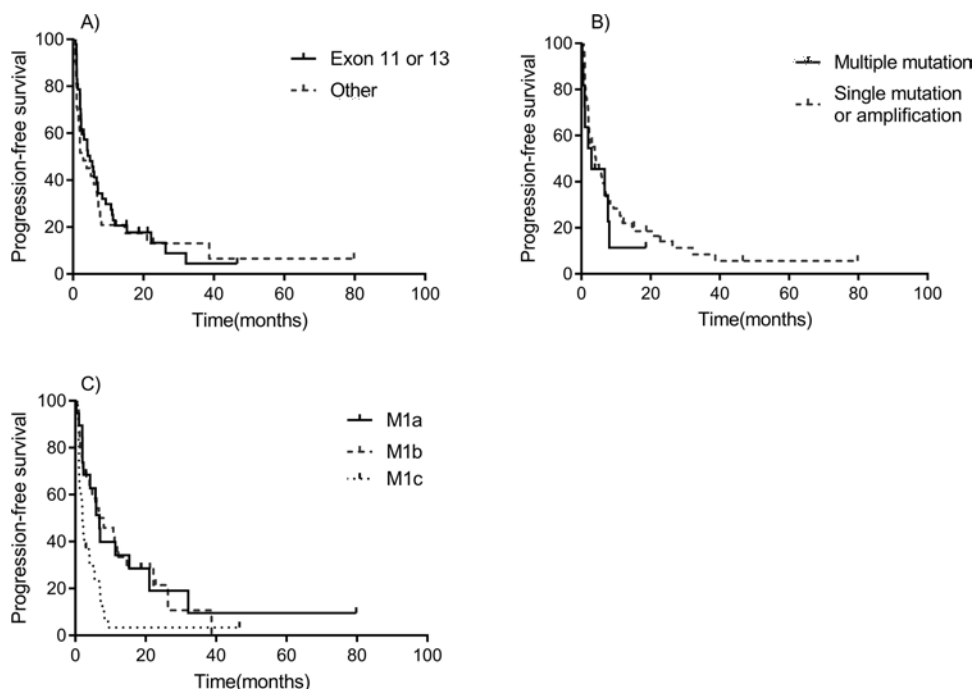 A)
Progression-free survival
100
80
60
40
20
0
0 20 40 60 80 100
Time(months)
Exon 11 or 13
Other
B)
Progression-free survival
100
80
60
40
20
0
0 20 40 60 80 100
Time(months)
Multiple mutation
Single mutation
or amplification
C)
Progression-free survival
100
80
60
40
20
0
0 20 40 60 80 100
Time(months)
M1a
M1b
M1c